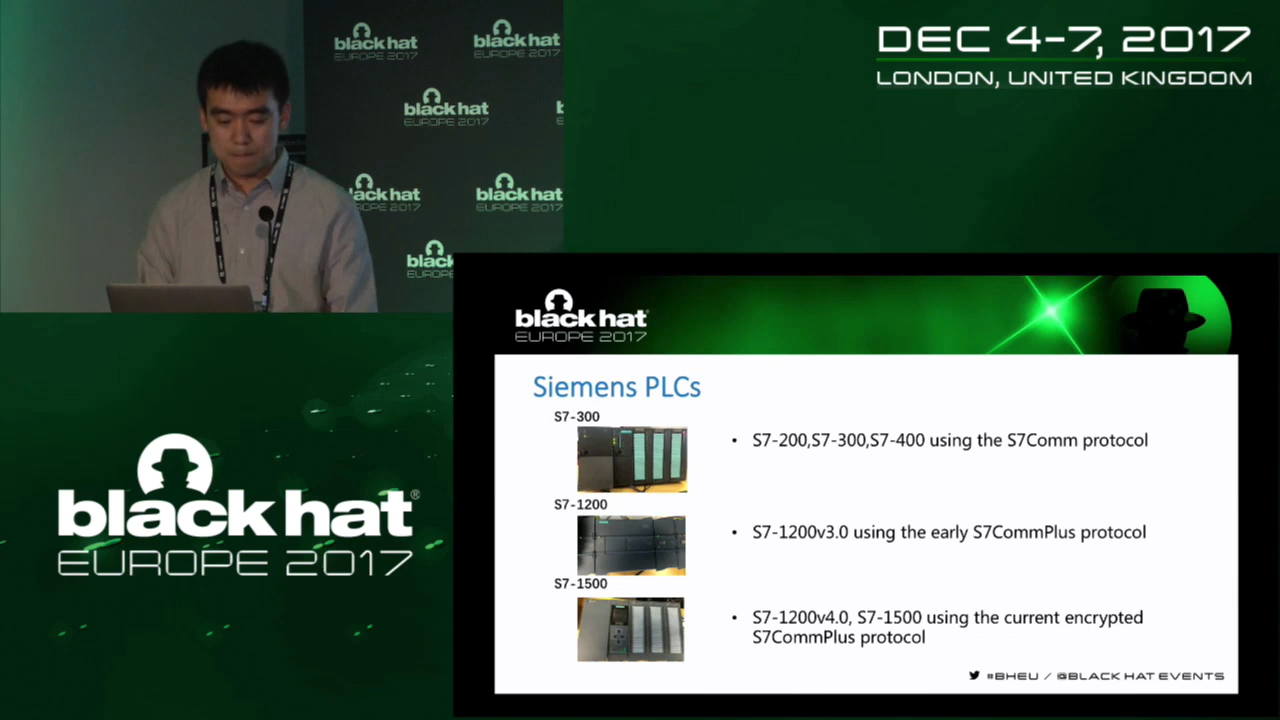 black hat
EUROPE 2017
black hat
EUROPE 2017
black hat
EUROPE 2017
ack hat
EUROPE 2017
black hat
EUROPE 2017
black
EUROPE 20
DEC 4-7, 2017
LONDON, UNITED KINGDOM
black hat®
EUROPE 2017
black hat
EUROPE 2017
Siemens PLCs
S7-300
• S7-200,S7-300,S7-400 using the S7Comm protocol
S7-1200
• S7-1200v3.0 using the early S7CommPlus protocol
S7-1500
• S7-1200v4.0, S7-1500 using the current encrypted
S7CommPlus protocol
#BHEU / @BLACK HAT EVENTS